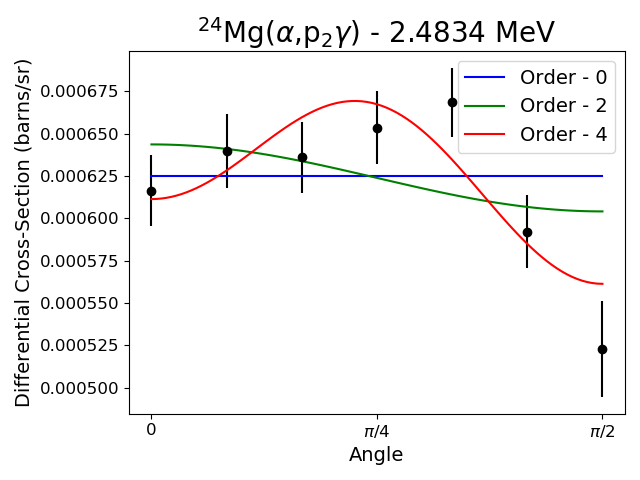 ²⁴Mg(α,p₂γ) - 2.4834 MeV
Differential Cross-Section (barns/sr)
0.000675
0.000650
0.000625
0.000600
0.000575
0.000550
0.000525
0.000500
Order - 0
Order - 2
Order - 4
0
π/4
π/2
Angle